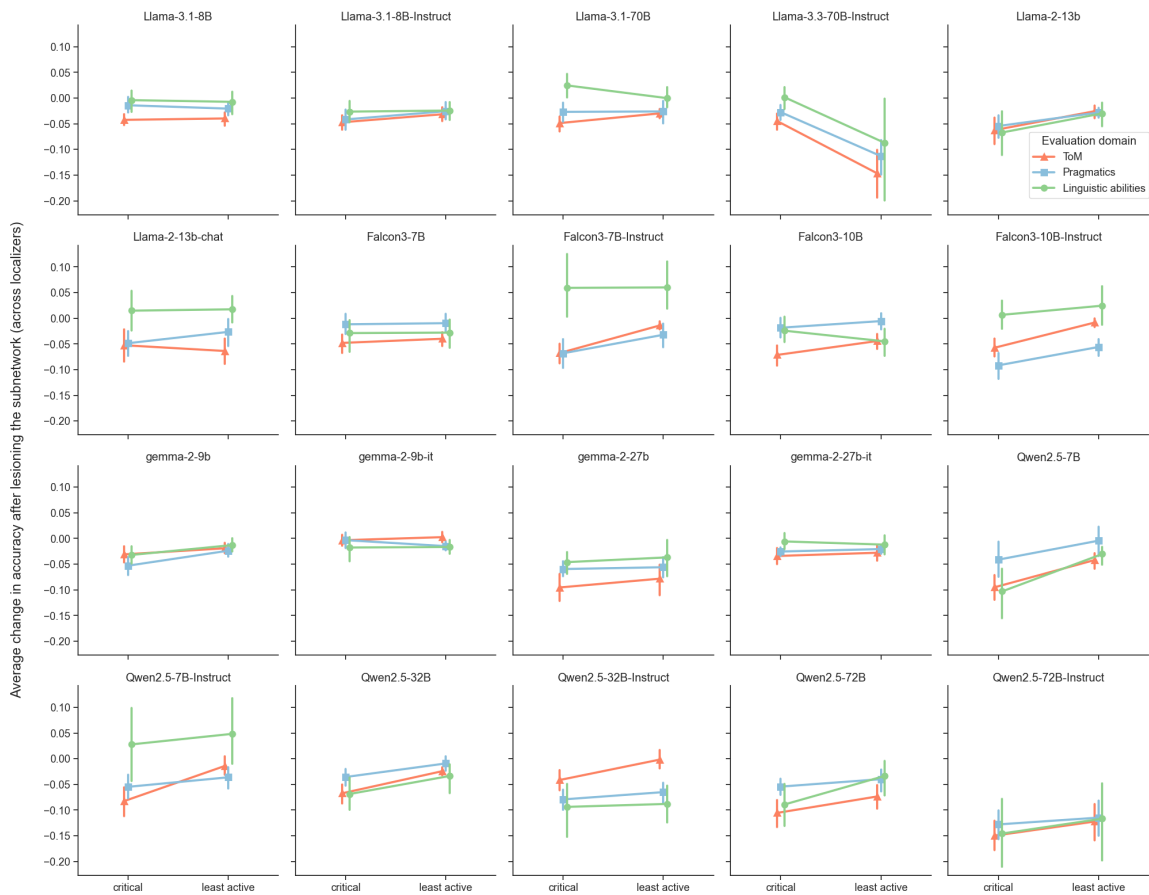 Llama-3.1-8B
Llama-3.1-8B-Instruct
Llama-3.1-70B
Llama-3.3-70B-Instruct
Llama-2-13b
0.10
0.05
0.00
−0.05
−0.10
−0.15
−0.20
Evaluation domain
ToM
Pragmatics
Linguistic abilities
Llama-2-13b-chat
Falcon3-7B
Falcon3-7B-Instruct
Falcon3-10B
Falcon3-10B-Instruct
0.10
0.05
0.00
−0.05
−0.10
−0.15
−0.20
gemma-2-9b
gemma-2-9b-it
gemma-2-27b
gemma-2-27b-it
Qwen2.5-7B
0.10
0.05
0.00
−0.05
−0.10
−0.15
−0.20
Qwen2.5-7B-Instruct
Qwen2.5-32B
Qwen2.5-32B-Instruct
Qwen2.5-72B
Qwen2.5-72B-Instruct
0.10
0.05
0.00
−0.05
−0.10
−0.15
−0.20
critical least active
critical least active
critical least active
critical least active
critical least active
Average change in accuracy after lesioning the subnetwork (across localizers)